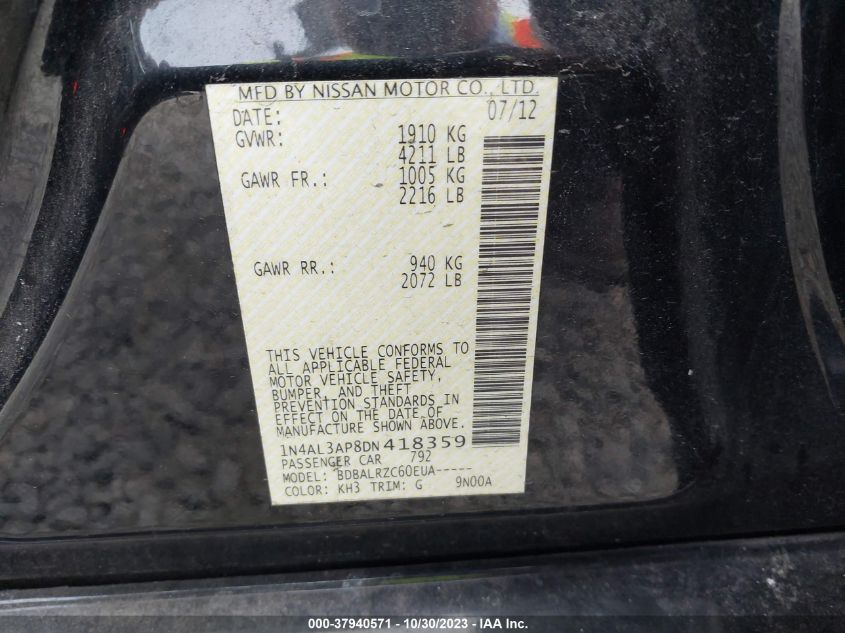 MFD BY NISSAN MOTOR CO., LTD.
DATE: 07/12
GVWR: 1910 KG
4211 LB
GAWR FR.: 1005 KG
2216 LB
GAWR RR.: 940 KG
2072 LB
THIS VEHICLE CONFORMS TO
ALL APPLICABLE FEDERAL
MOTOR VEHICLE SAFETY,
BUMPER, AND THEFT
PREVENTION STANDARDS IN
EFFECT ON THE DATE OF
MANUFACTURE SHOWN ABOVE.
1N4AL3AP8DN418359
PASSENGER CAR 792
MODEL: BDBALRZC60EUA-----
COLOR: KH3 TRIM: G 9N00A
000-37940571 - 10/30/2023 - IAA Inc.